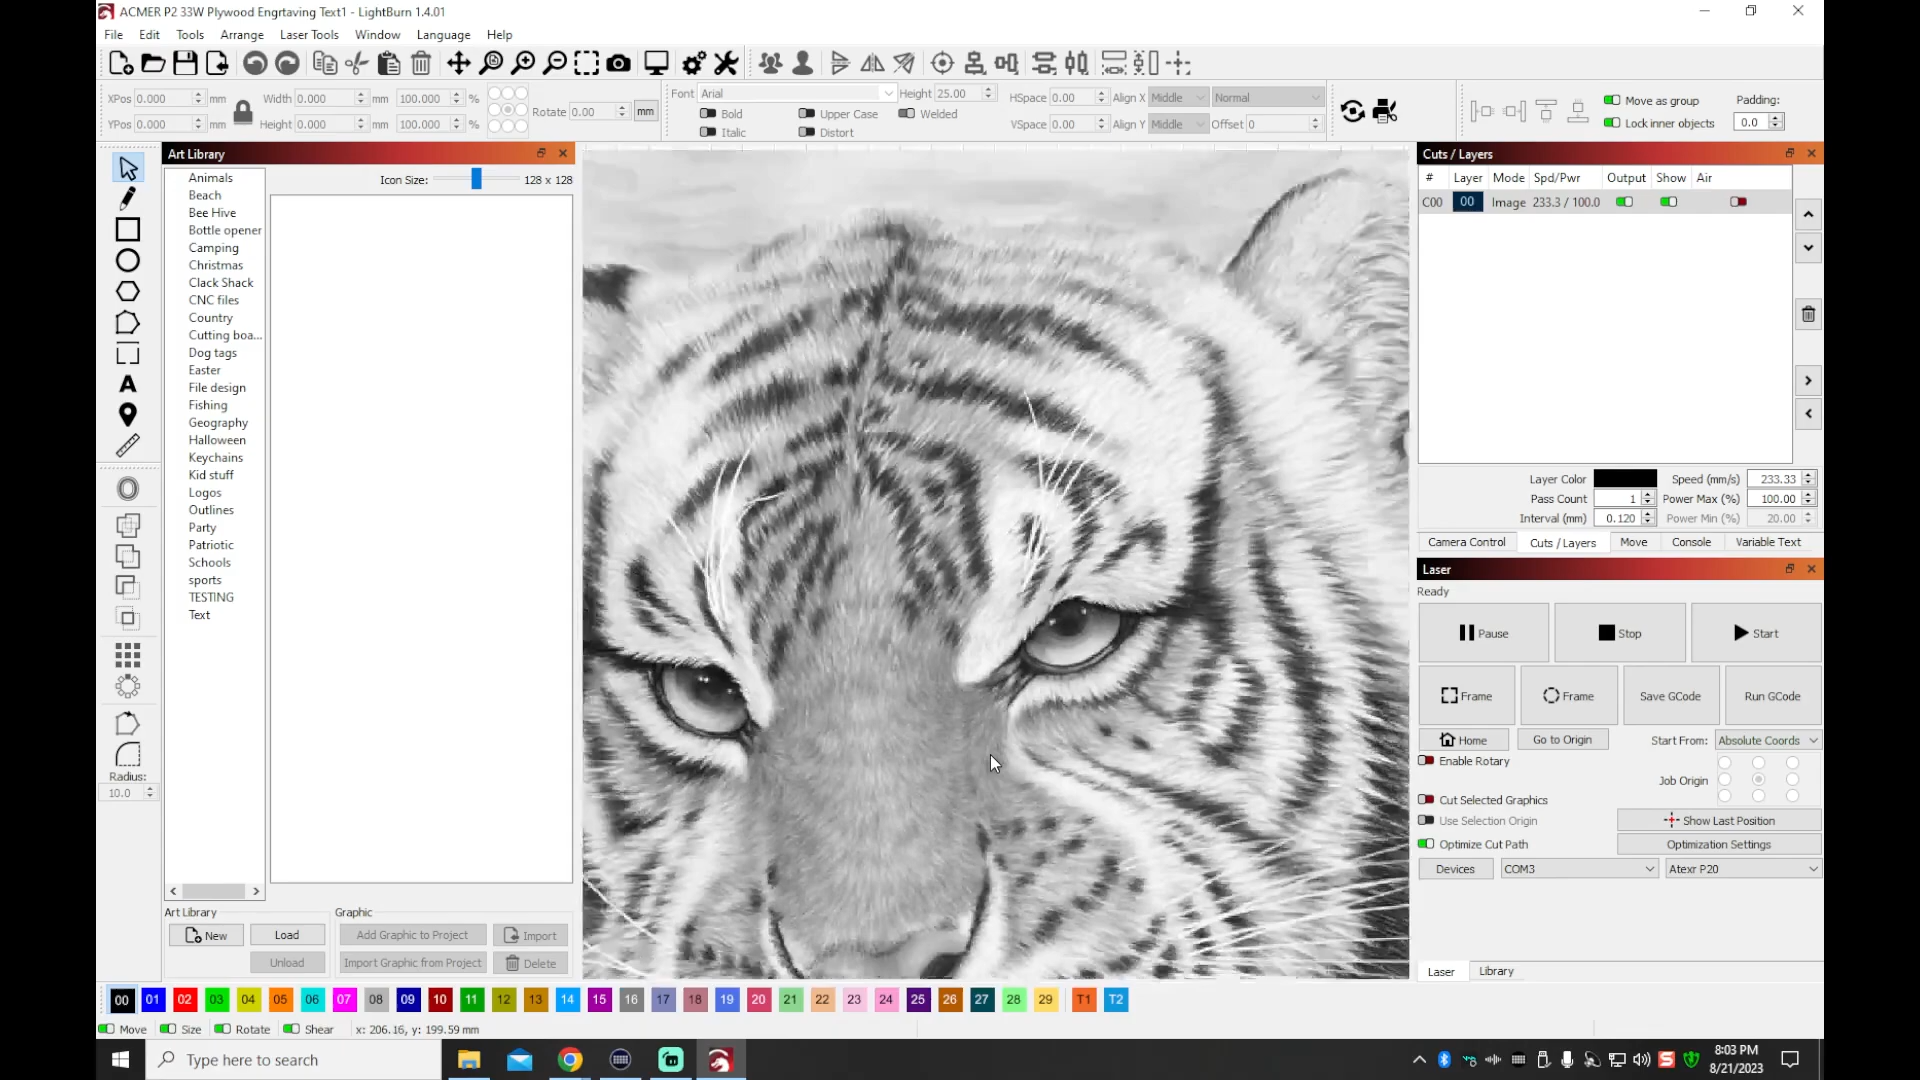 ACMER P2 33W Plywood Engrtaving Text1 - LightBurn 1.4.01
File Edit Tools Arrange Laser Tools Window Language Help
XPos 0.000 mm Width 0.000 mm 100.000 % Rotate 0.00 mm
YPos 0.000 mm Height 0.000 mm 100.000 %
Font Arial Height 25.00 HSpace 0.00 Align X Middle Normal
Bold Upper Case Welded
Italic Distort VSpace 0.00 Align Y Middle Offset 0
Move as group Padding:
Lock inner objects 0.0
Art Library
Icon Size: 128 x 128
Animals
Beach
Bee Hive
Bottle opener
Camping
Christmas
Clack Shack
CNC files
Country
Cutting boa...
Dog tags
Easter
File design
Fishing
Geography
Halloween
Keychains
Kid stuff
Logos
Outlines
Party
Patriotic
Schools
sports
TESTING
Text
Radius:
10.0
Art Library Graphic
New Load Add Graphic to Project Import
Unload Import Graphic from Project Delete
Cuts / Layers
# Layer Mode Spd/Pwr Output Show Air
C00 00 Image 233.3 / 100.0
Layer Color Speed (mm/s) 233.33
Pass Count 1 Power Max (%) 100.00
Interval (mm) 0.120 Power Min (%) 20.00
Camera Control Cuts / Layers Move Console Variable Text
Laser
Ready
Pause Stop Start
Frame Frame Save GCode Run GCode
Home Go to Origin Start From: Absolute Coords
Enable Rotary
Job Origin
Cut Selected Graphics
Use Selection Origin Show Last Position
Optimize Cut Path Optimization Settings
Devices COM3 Atexr P20
Laser Library
00 01 02 03 04 05 06 07 08 09 10 11 12 13 14 15 16 17 18 19 20 21 22 23 24 25 26 27 28 29 T1 T2
Move Size Rotate Shear x: 206.16, y: 199.59 mm
Type here to search
8:03 PM
8/21/2023